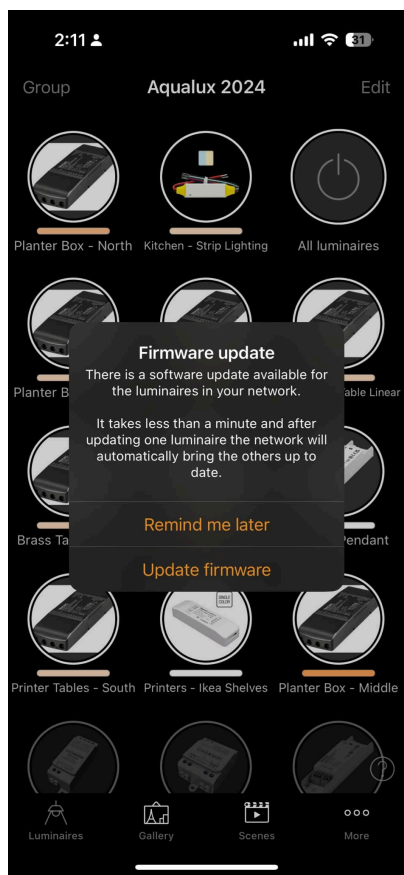 2:11
31
Group
Aqualux 2024
Edit
Planter Box - North
Kitchen - Strip Lighting
All luminaires
Firmware update
There is a software update available for
the luminaires in your network.
It takes less than a minute and after
updating one luminaire the network will
automatically bring the others up to
date.
Remind me later
Update firmware
Planter B
able Linear
Brass Ta
Pendant
SINGLE
COLOR
Printer Tables - South
Printers - Ikea Shelves
Planter Box - Middle
?
Luminaires
Gallery
Scenes
More